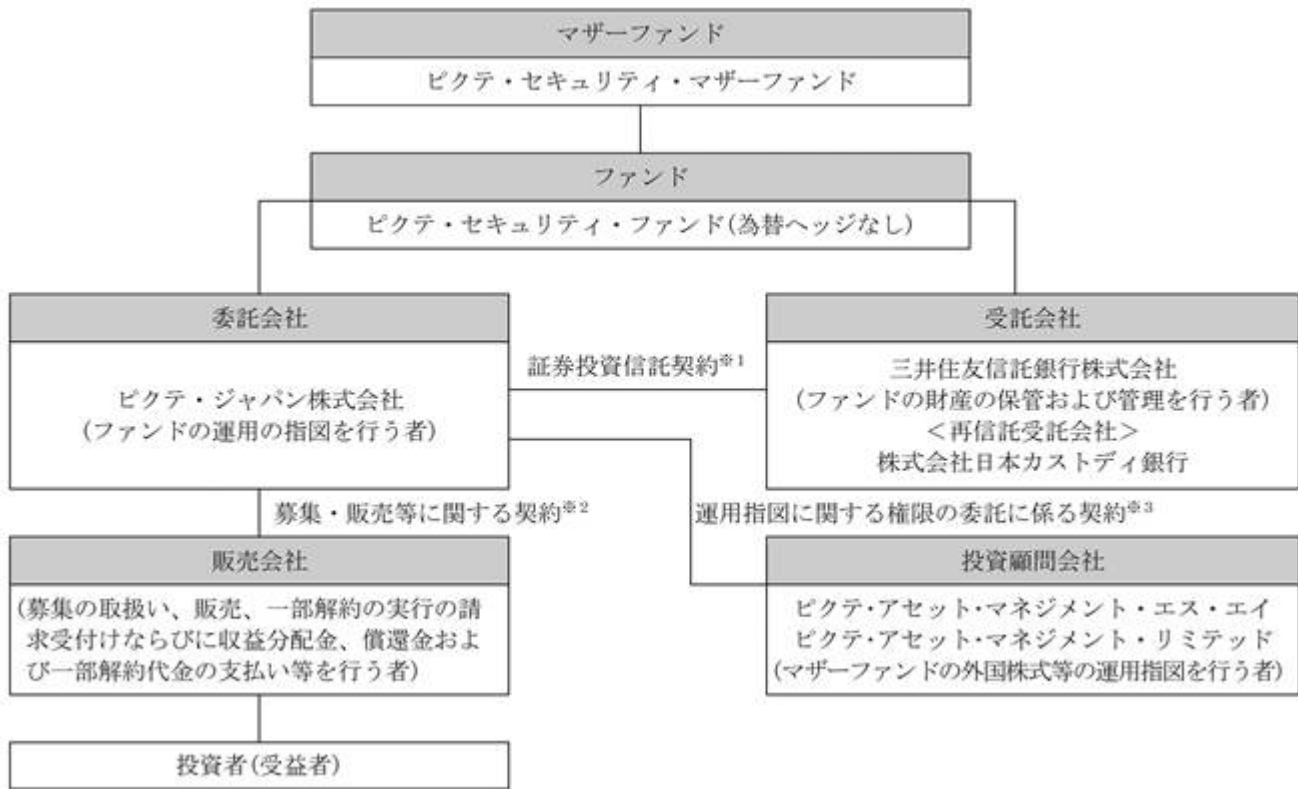 マザーファンド
ピクテ・セキュリティ・マザーファンド
ファンド
ピクテ・セキュリティ・ファンド(為替ヘッジなし)
委託会社
ピクテ・ジャパン株式会社
(ファンドの運用の指図を行う者)
証券投資信託契約※1
受託会社
三井住友信託銀行株式会社
(ファンドの財産の保管および管理を行う者)
<再信託受託会社>
株式会社日本カストディ銀行
募集・販売等に関する契約※2
運用指図に関する権限の委託に係る契約※3
販売会社
(募集の取扱い、販売、一部解約の実行の請
求受付けならびに収益分配金、償還金およ
び一部解約代金の支払い等を行う者)
投資顧問会社
ピクテ・アセット・マネジメント・エス・エイ
ピクテ・アセット・マネジメント・リミテッド
(マザーファンドの外国株式等の運用指図を行う者)
投資者(受益者)